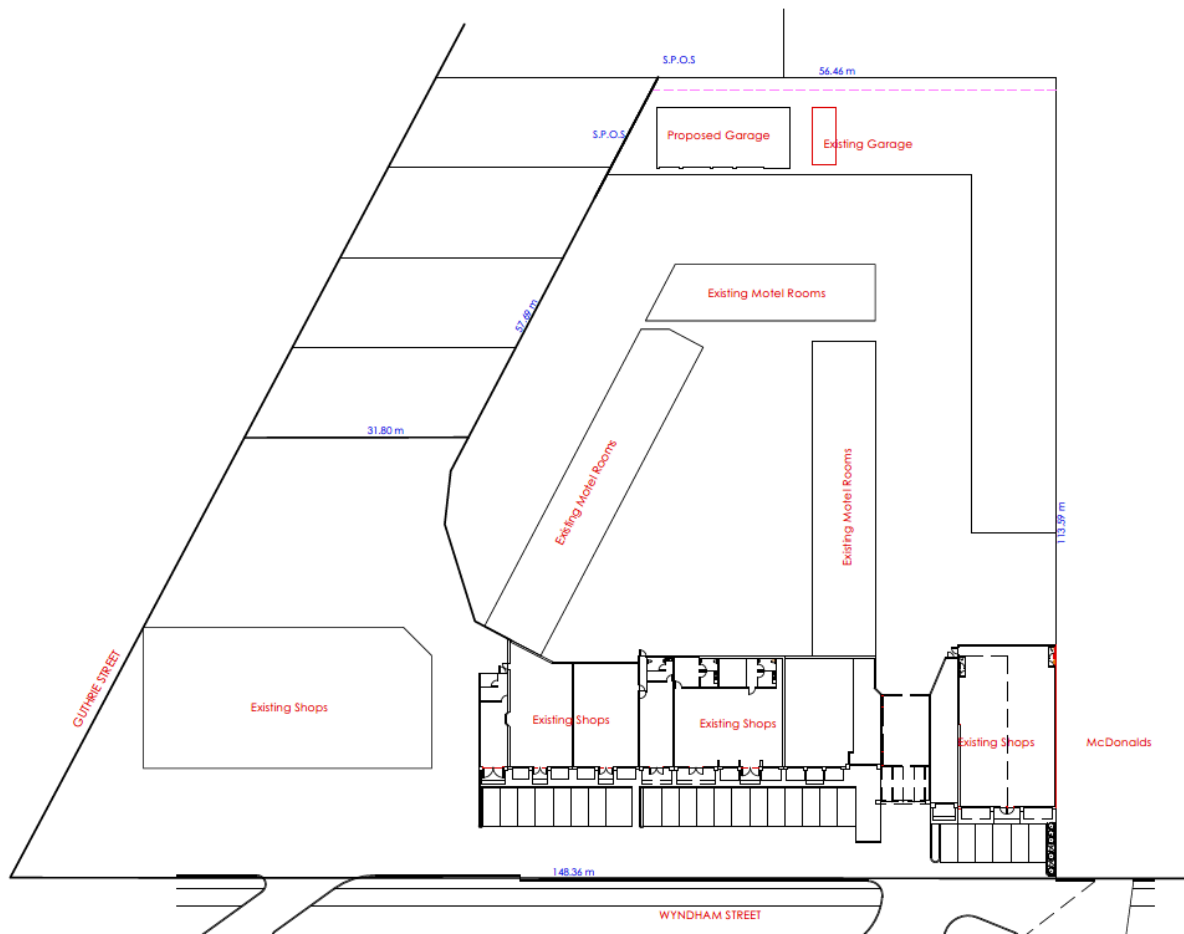 S.P.O.S
56.46 m
S.P.O.S
Proposed Garage
Existing Garage
Existing Motel Rooms
57.69 m
31.80 m
Existing Motel Rooms
Existing Motel Rooms
113.59 m
GUTHRIE STREET
Existing Shops
Existing Shops
Existing Shops
Existing Shops
McDonalds
148.36 m
WYNDHAM STREET